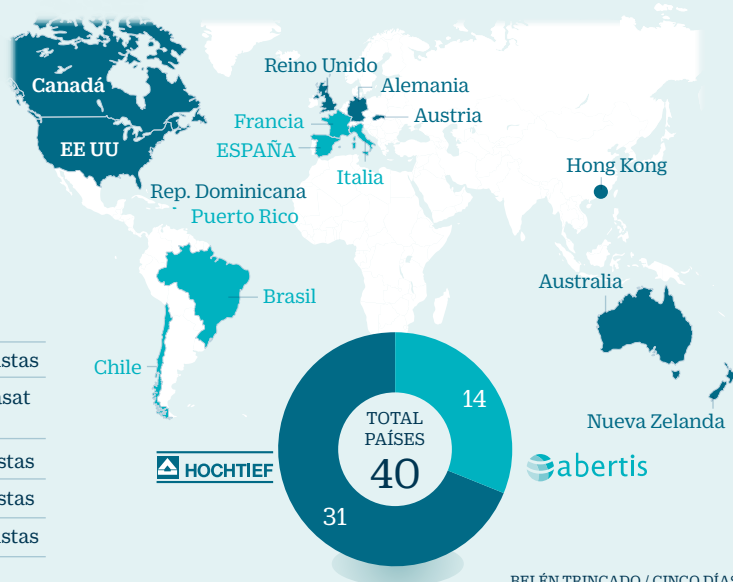 Canadá
EE UU
Reino Unido
Alemania
Austria
Francia
ESPAÑA
Italia
Rep. Dominicana
Puerto Rico
Hong Kong
Brasil
Australia
Chile
Nueva Zelanda
14
TOTAL
PAÍSES
40
31
HOCHTIEF
abertis